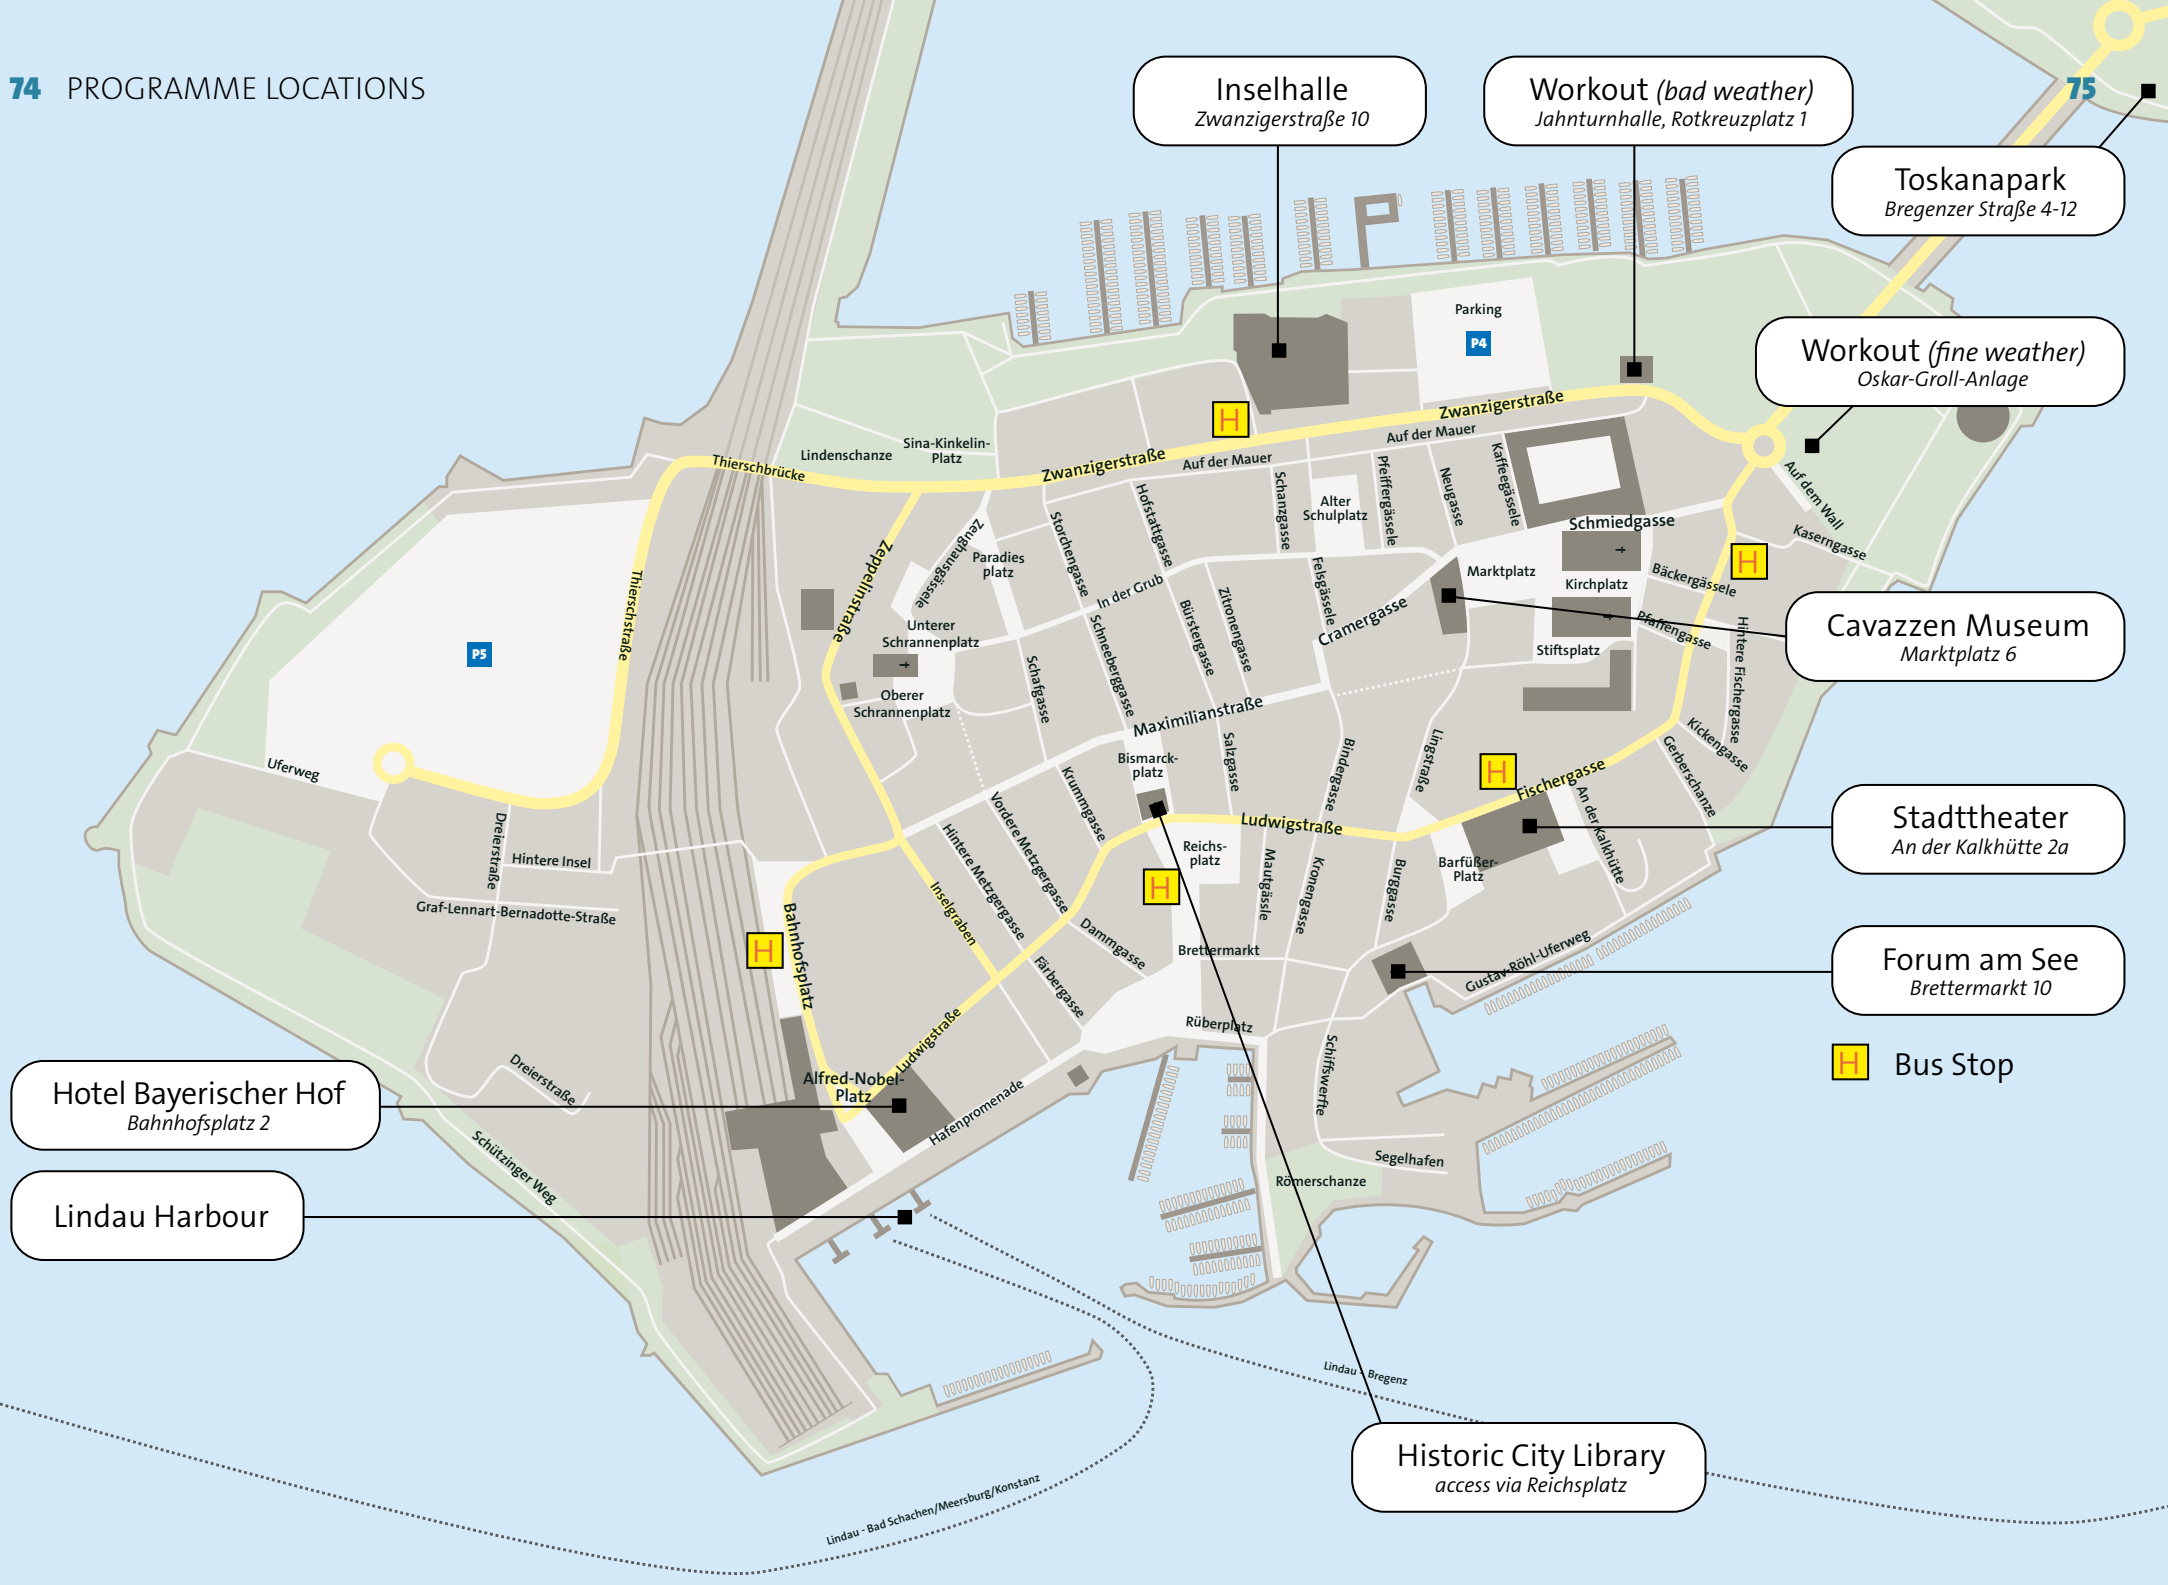 74 PROGRAMME LOCATIONS
75
Inselhalle
Zwanzigerstraße 10
Workout (bad weather)
Jahnturnhalle, Rotkreuzplatz 1
Toskanapark
Bregenzer Straße 4-12
Workout (fine weather)
Oskar-Groll-Anlage
Parking
P4
H
Zwanzigerstraße
Auf der Mauer
Sina-Kinkelin-
Platz
Lindenschanze
Thierschbrücke
Zwanzigerstraße
Auf der Mauer
Schanzgasse
Alter
Schulplatz
Pfeiffergässele
Neugasse
Kaffeegässele
Schmiedgasse
Auf dem Wall
Kaserngasse
H
Hofstattgasse
Storchengasse
Zeughausgässele
Paradies
platz
Zeppelinstraße
Thierschstraße
In der Grub
Marktplatz
Kirchplatz
Bäckergässele
Felsgässele
Cramergasse
Zitronengasse
Bürstergasse
Schneeberggasse
Unterer
Schrannenplatz
Pfaffengasse
Stiftsplatz
Hintere Fischergasse
Cavazzen Museum
Marktplatz 6
P5
Schafgasse
Oberer
Schrannenplatz
Maximilianstraße
Kickengasse
Gerberschanze
Lingstraße
Bindergasse
Salzgasse
Bismarck-
platz
Krummgasse
Uferweg
H
Fischergasse
An der Kalkhütte
Stadttheater
An der Kalkhütte 2a
Vordere Metzgergasse
Hintere Metzgergasse
Ludwigstraße
Reichs-
platz
Barfüßer-
Platz
Dreierstraße
Hintere Insel
H
Mautgässle
Kronengasse
Burggasse
Inselgraben
Graf-Lennart-Bernadotte-Straße
Bahnhofsplatz
H
Dammgasse
Brettermarkt
Gustav-Röhl-Uferweg
Forum am See
Brettermarkt 10
Färbergasse
Ludwigstraße
Rüberplatz
H Bus Stop
Schiffswerfte
Dreierstraße
Alfred-Nobel-
Platz
Hafenpromenade
Hotel Bayerischer Hof
Bahnhofsplatz 2
Schützinger Weg
Segelhafen
Römerschanze
Lindau Harbour
Lindau - Bregenz
Historic City Library
access via Reichsplatz
Lindau - Bad Schachen/Meersburg/Konstanz